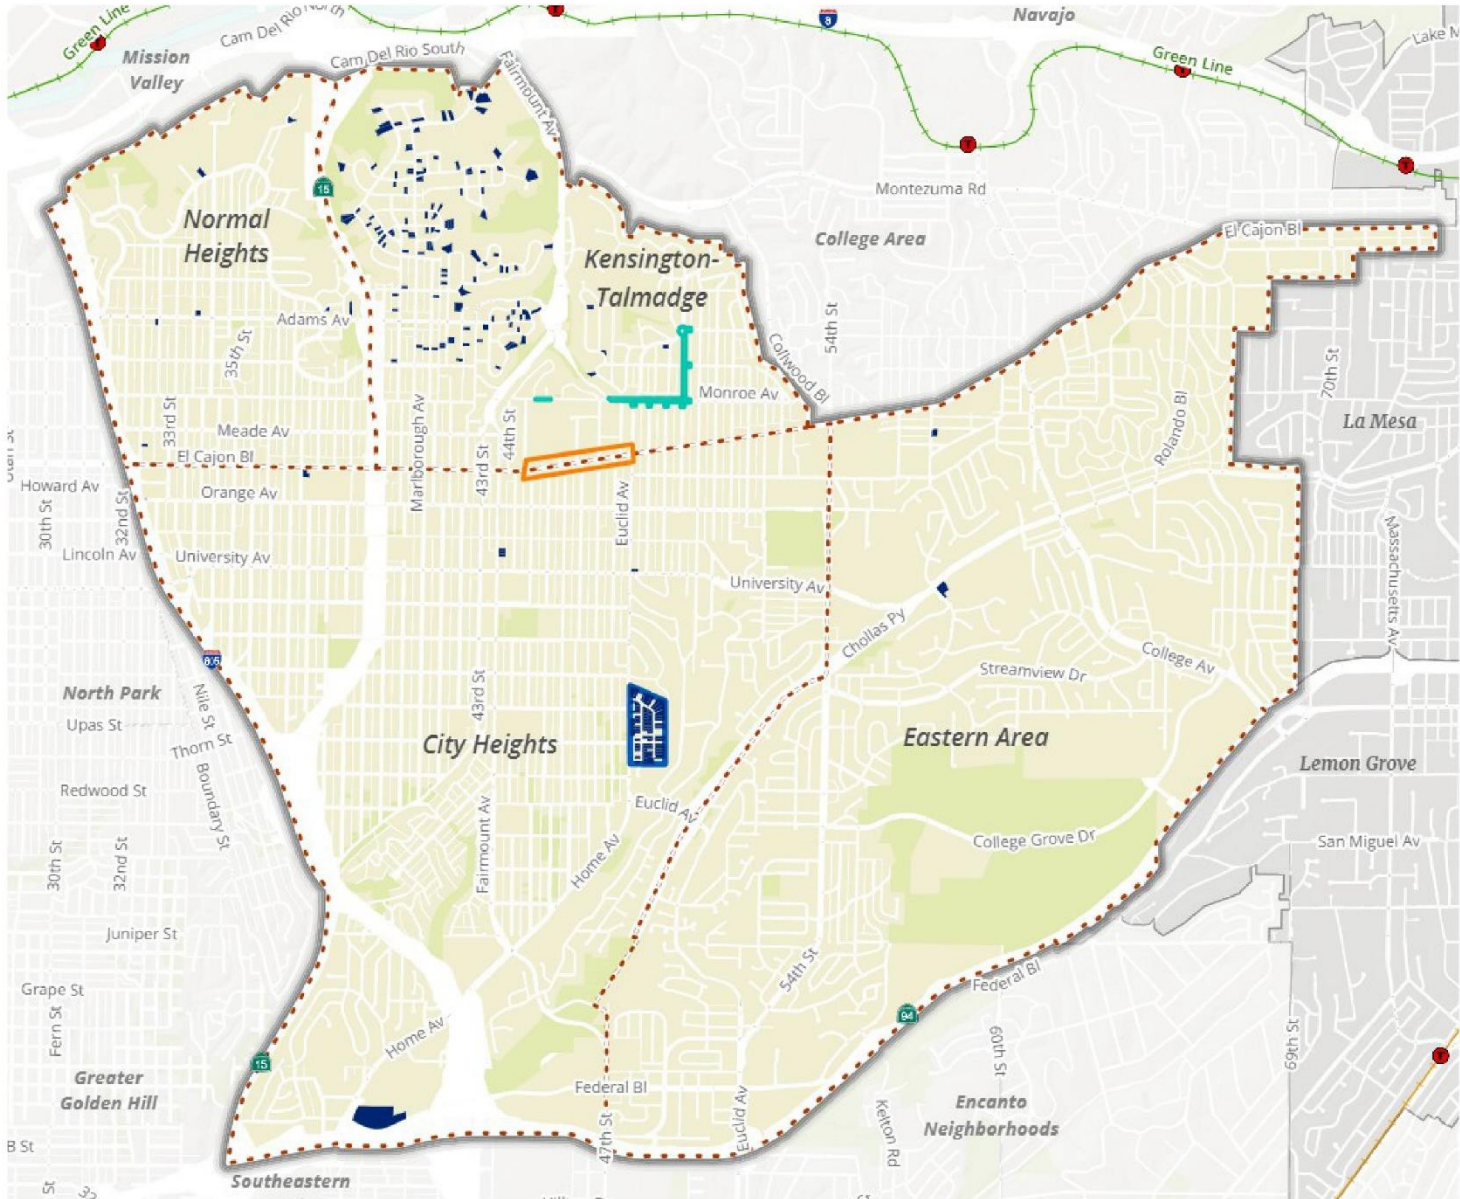 Green Line
Mission
Valley
Cam Del Rio North
Cam Del Rio South
Fairmount Av
8
Navajo
Green Line
Lake M
T
T
T
T
T
Montezuma Rd
College Area
El Cajon Bl
15
Normal
Heights
Kensington-
Talmadge
Adams Av
35th St
54th St
Collwood Bl
Monroe Av
70th St
La Mesa
Rolando Bl
33rd St
Meade Av
El Cajon Bl
Marlborough Av
44th St
43rd St
Howard Av
Orange Av
30th St
32nd St
Euclid Av
Lincoln Av
University Av
University Av
Massachusetts Av
Chollas Py
College Av
Streamview Dr
805
North Park
Nile St
Upas St
Thorn St
43rd St
City Heights
Eastern Area
Lemon Grove
Redwood St
Boundary St
Euclid Av
Fairmount Av
Home Av
College Grove Dr
San Miguel Av
30th St
32nd St
Juniper St
54th St
Federal Bl
Grape St
94
Fern St
Home Av
15
60th St
69th St
T
Greater
Golden Hill
Federal Bl
Euclid Av
Encanto
Neighborhoods
Kelton Rd
47th St
B St
Southeastern
St